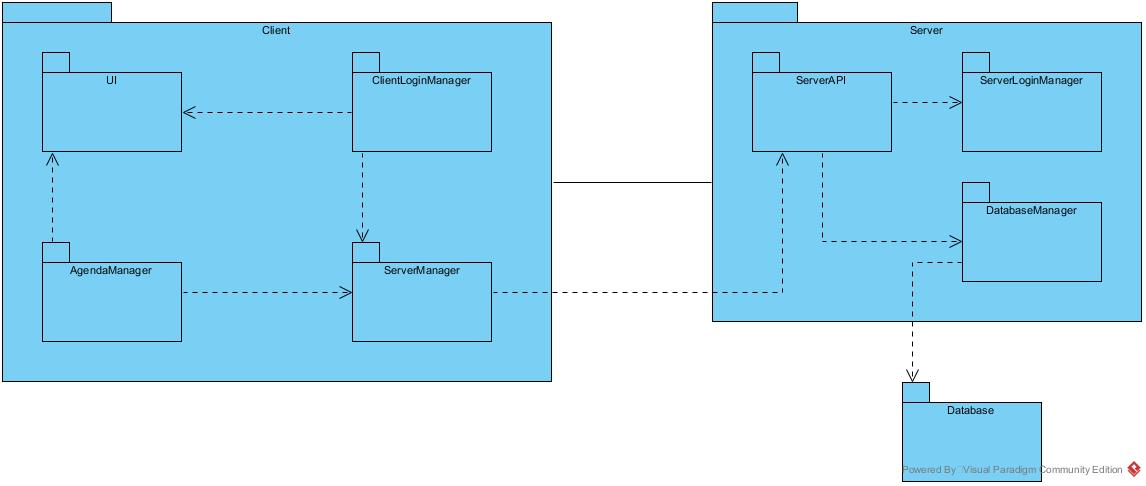 Client
Server
UI
ClientLoginManager
ServerAPI
ServerLoginManager
DatabaseManager
AgendaManager
ServerManager
Database
Powered By Visual Paradigm Community Edition